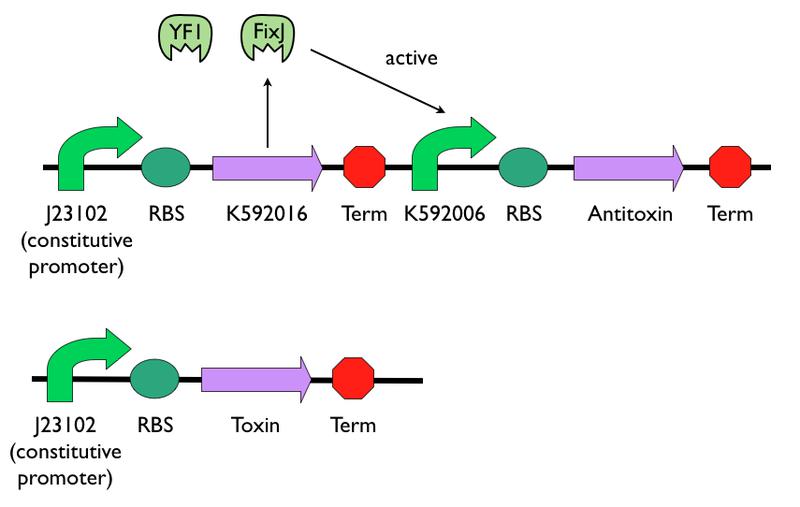 YF1 FixJ
active
J23102 RBS K592016 Term K592006 RBS Antitoxin Term
(constitutive
promoter)
J23102 RBS Toxin Term
(constitutive
promoter)